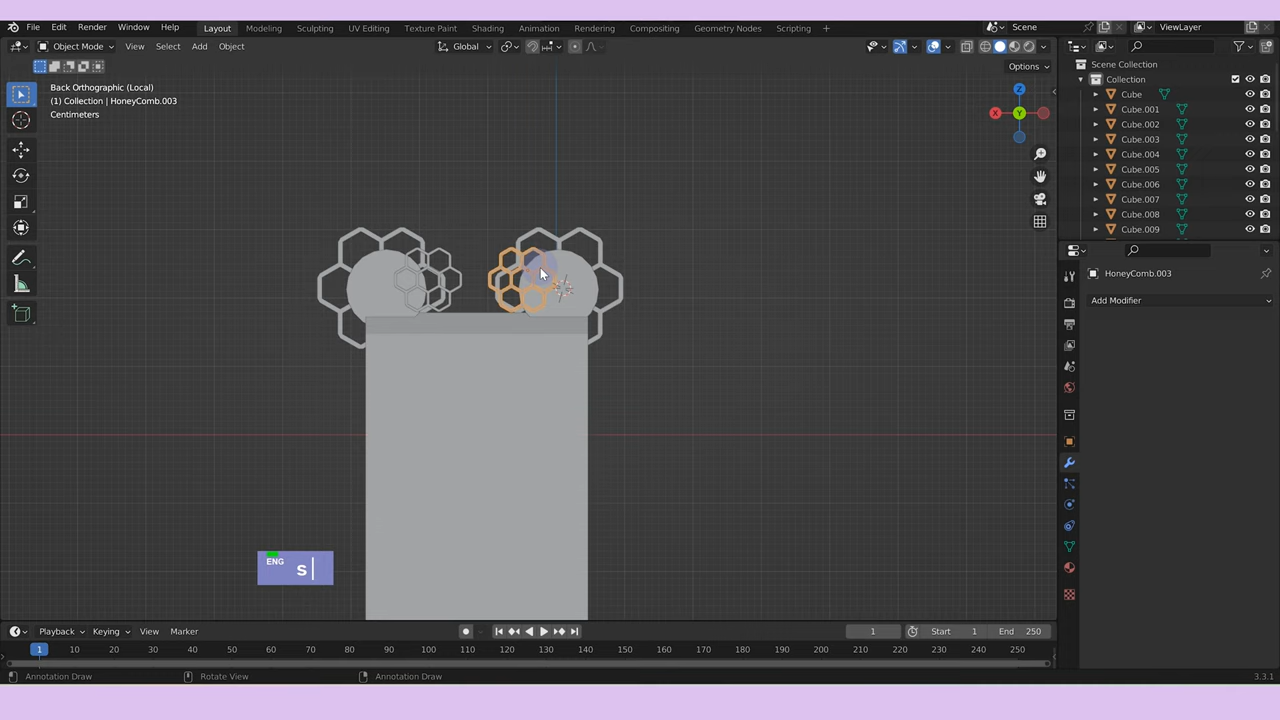 File Edit Render Window Help Layout Modeling Sculpting UV Editing Texture Paint Shading Animation Rendering Compositing Geometry Nodes Scripting + Scene ViewLayer
Object Mode View Select Add Object Global
Options
Back Orthographic (Local)
(1) Collection | HoneyComb.003
Centimeters
Z
X
Y
Scene Collection
Collection
Cube
Cube.001
Cube.002
Cube.003
Cube.004
Cube.005
Cube.006
Cube.007
Cube.008
Cube.009
HoneyComb.003
Add Modifier
ENG s
Playback Keying View Marker 1 Start 1 End 250
1 10 20 30 40 50 60 70 80 90 100 110 120 130 140 150 160 170 180 190 200 210 220 230 240 250
Annotation Draw Rotate View Annotation Draw 3.3.1